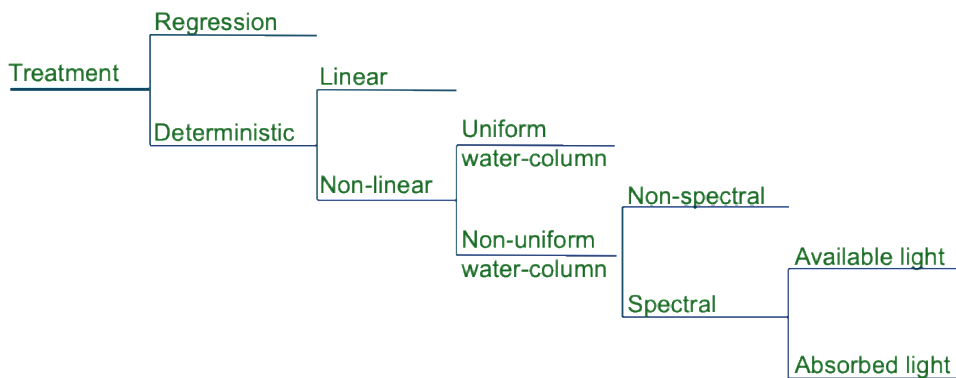 Regression
Treatment
Linear
Deterministic
Uniform
water-column
Non-linear
Non-spectral
Non-uniform
water-column
Available light
Spectral
Absorbed light